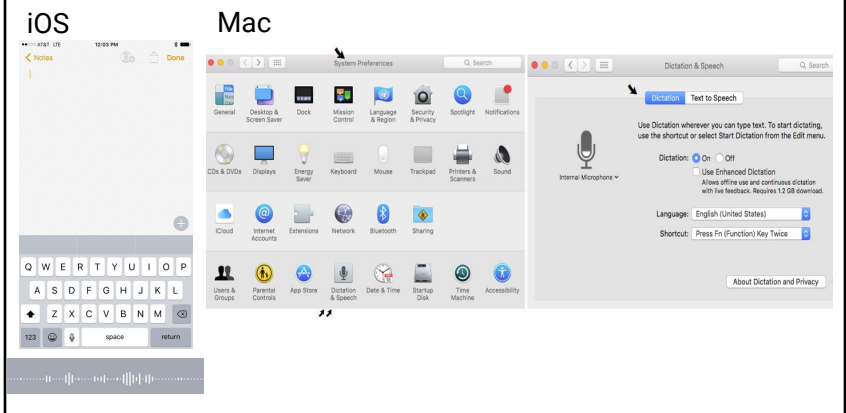 iOS
Mac
AT&T LTE 12:03 PM
Notes Done
Q W E R T Y U I O P
A S D F G H J K L
Z X C V B N M
123 space return
System Preferences
Search
General
Desktop & Screen Saver
Dock
Mission Control
Language & Region
Security & Privacy
Spotlight
Notifications
CDs & DVDs
Displays
Energy Saver
Keyboard
Mouse
Trackpad
Printers & Scanners
Sound
iCloud
Internet Accounts
Extensions
Network
Bluetooth
Sharing
Users & Groups
Parental Controls
App Store
Dictation & Speech
Date & Time
Startup Disk
Time Machine
Accessibility
Dictation & Speech
Search
Dictation Text to Speech
Use Dictation wherever you can type text. To start dictating,
use the shortcut or select Start Dictation from the Edit menu.
Internal Microphone
Dictation: On Off
Use Enhanced Dictation
Allows offline use and continuous dictation
with live feedback. Requires 1.2 GB download.
Language: English (United States)
Shortcut: Press Fn (Function) Key Twice
About Dictation and Privacy